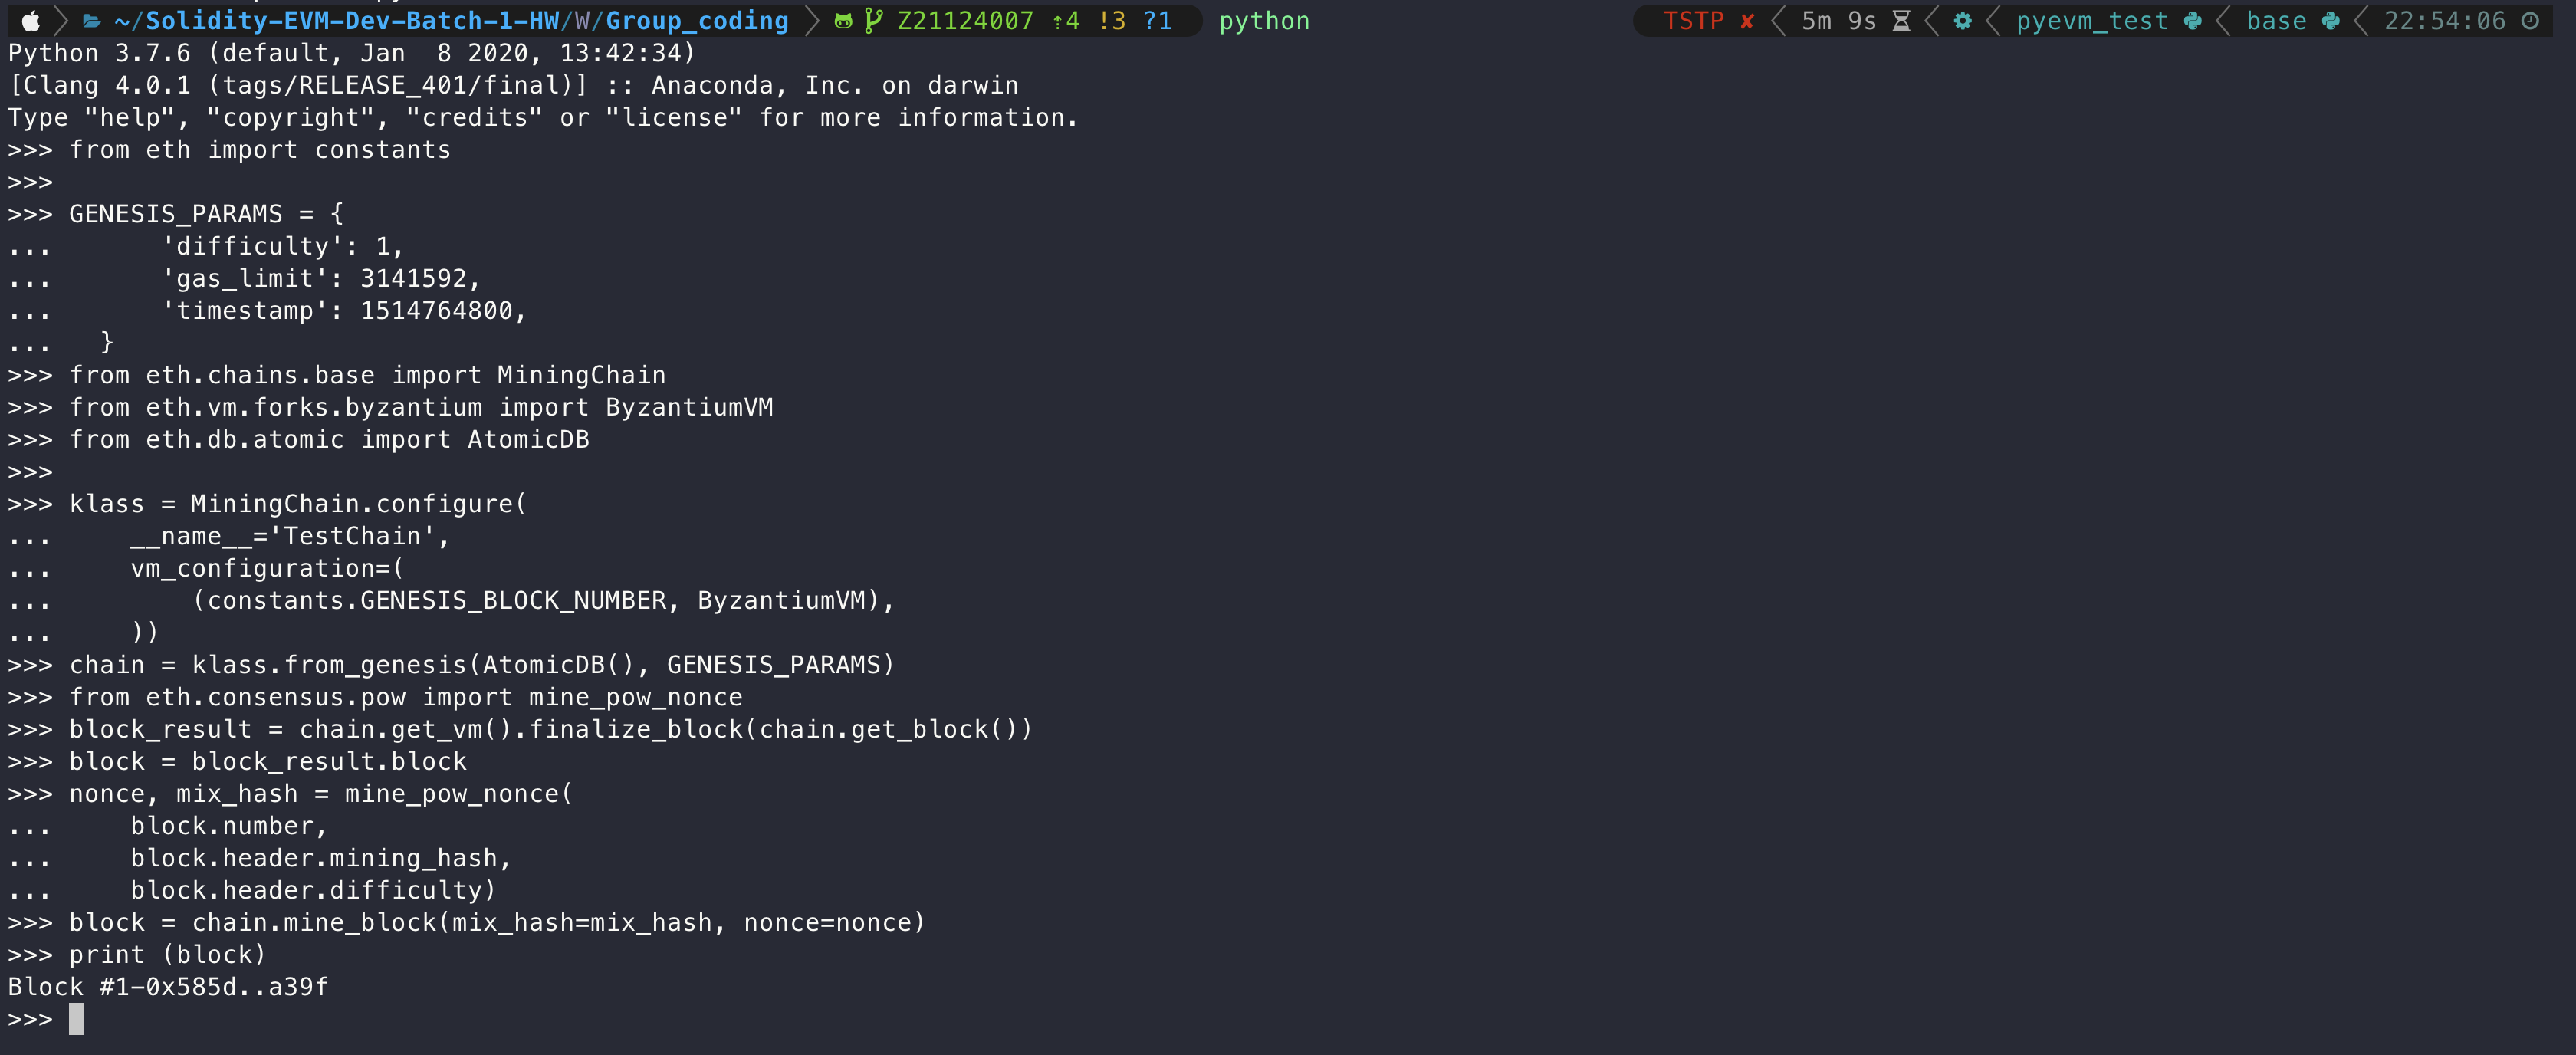 ~/Solidity-EVM-Dev-Batch-1-HW/W/Group_coding Z21124007 ↑4 !3 ?1 python TSTP ✘ 5m 9s pyevm_test base 22:54:06
Python 3.7.6 (default, Jan  8 2020, 13:42:34)
[Clang 4.0.1 (tags/RELEASE_401/final)] :: Anaconda, Inc. on darwin
Type "help", "copyright", "credits" or "license" for more information.
>>> from eth import constants
>>>
>>> GENESIS_PARAMS = {
...       'difficulty': 1,
...       'gas_limit': 3141592,
...       'timestamp': 1514764800,
...   }
>>> from eth.chains.base import MiningChain
>>> from eth.vm.forks.byzantium import ByzantiumVM
>>> from eth.db.atomic import AtomicDB
>>>
>>> klass = MiningChain.configure(
...     __name__='TestChain',
...     vm_configuration=(
...         (constants.GENESIS_BLOCK_NUMBER, ByzantiumVM),
...     ))
>>> chain = klass.from_genesis(AtomicDB(), GENESIS_PARAMS)
>>> from eth.consensus.pow import mine_pow_nonce
>>> block_result = chain.get_vm().finalize_block(chain.get_block())
>>> block = block_result.block
>>> nonce, mix_hash = mine_pow_nonce(
...     block.number,
...     block.header.mining_hash,
...     block.header.difficulty)
>>> block = chain.mine_block(mix_hash=mix_hash, nonce=nonce)
>>> print (block)
Block #1-0x585d..a39f
>>>